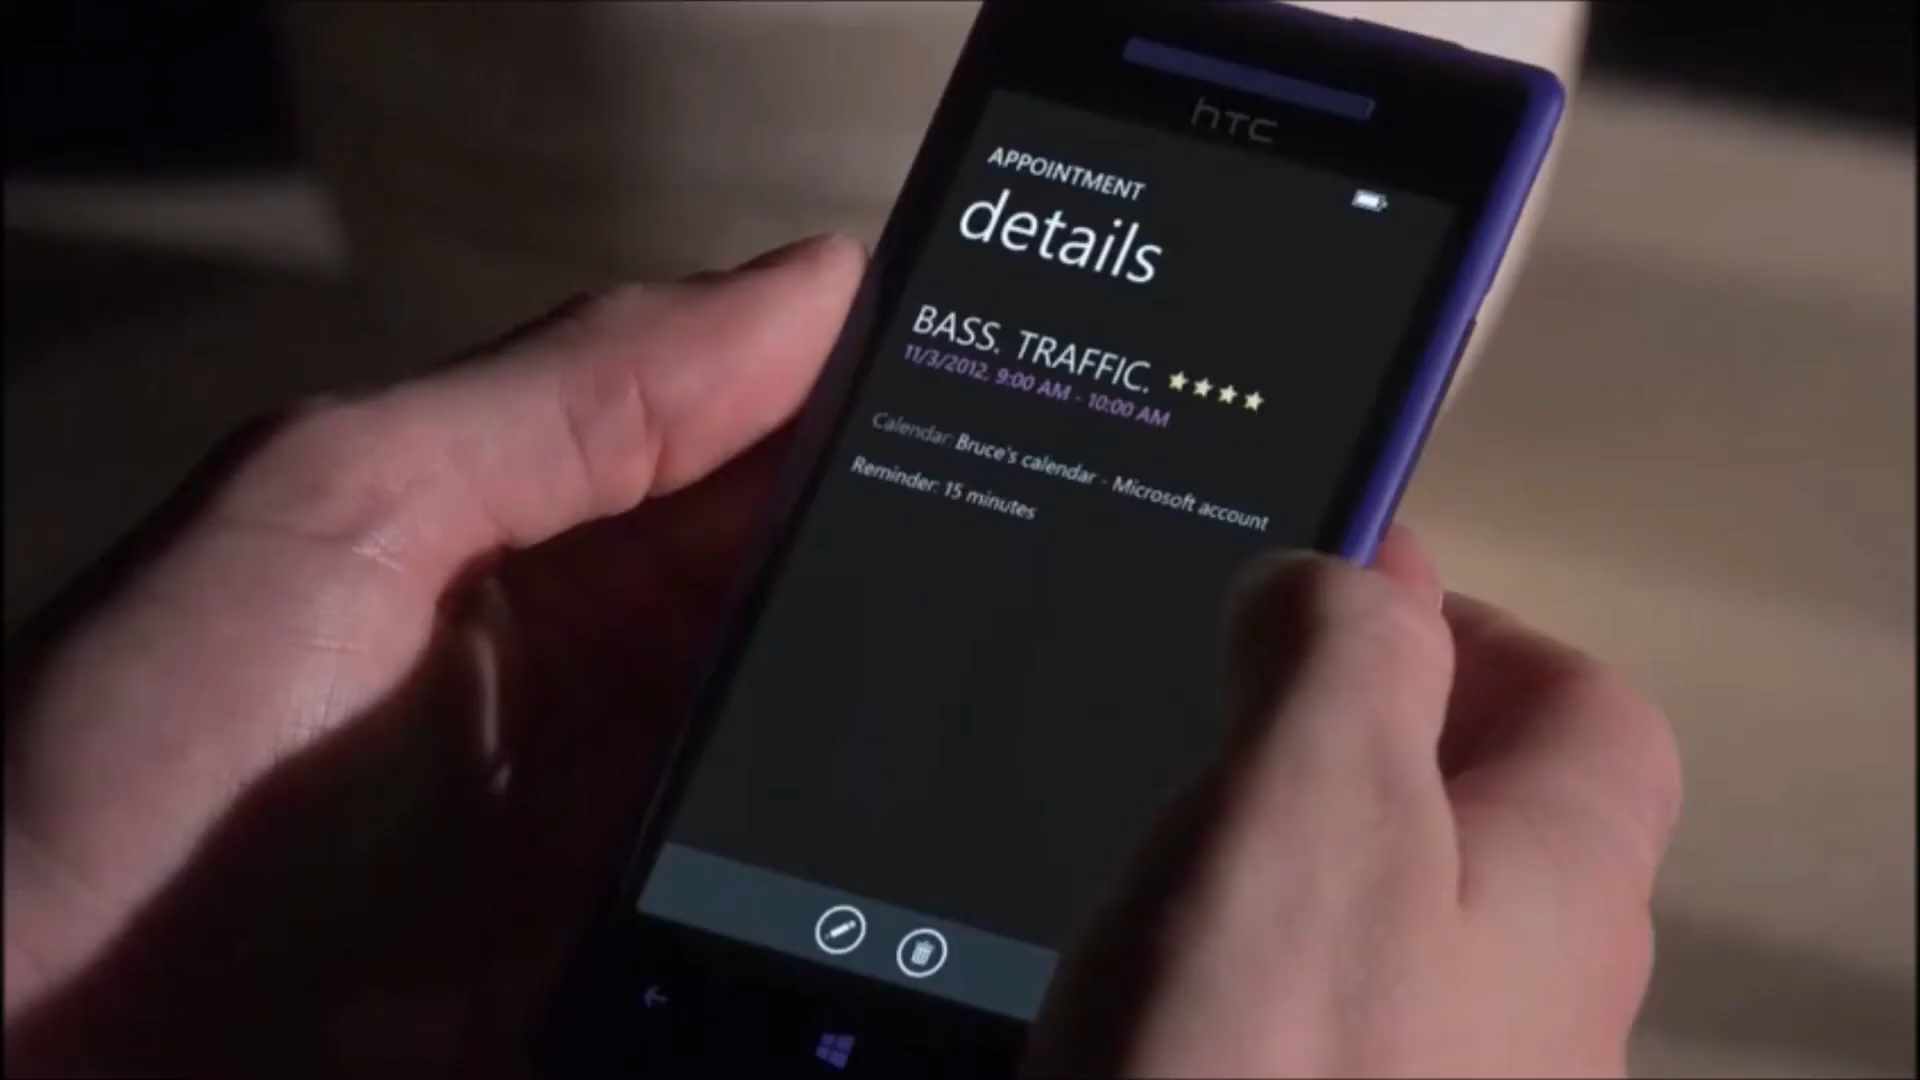 hTC
APPOINTMENT
details
BASS. TRAFFIC. ★★★★
11/3/2012, 9:00 AM - 10:00 AM
Calendar: Bruce's calendar - Microsoft account
Reminder: 15 minutes